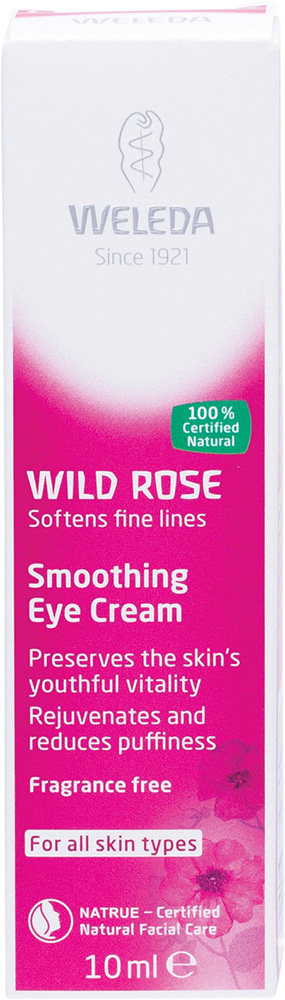 WELEDA
Since 1921
100%
Certified
Natural
WILD ROSE
Softens fine lines
Smoothing
Eye Cream
Preserves the skin's
youthful vitality
Rejuvenates and
reduces puffiness
Fragrance free
For all skin types
NATRUE – Certified
Natural Facial Care
10 ml ℮